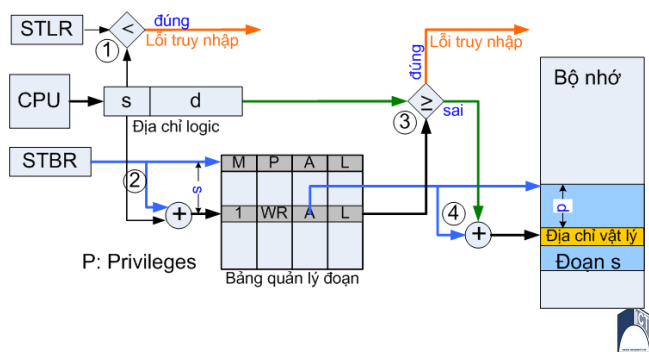 STLR
<
đúng
Lỗi truy nhập
1
CPU
s
d
Địa chỉ logic
đúng
Lỗi truy nhập
≥
3
sai
Bộ nhớ
STBR
2
s
M P A L
+
1 WR A L
P: Privileges
Bảng quản lý đoạn
4
+
d
Địa chỉ vật lý
Đoạn s